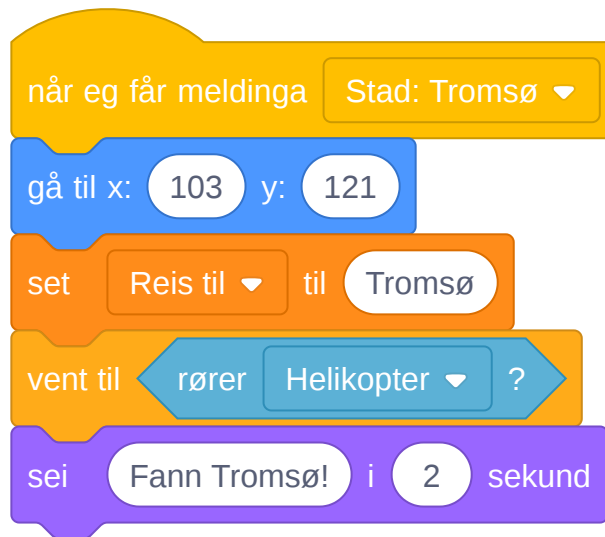 når eg får meldinga Stad: Tromsø
gå til x: 103 y: 121
set Reis til til Tromsø
vent til rører Helikopter ?
sei Fann Tromsø! i 2 sekund